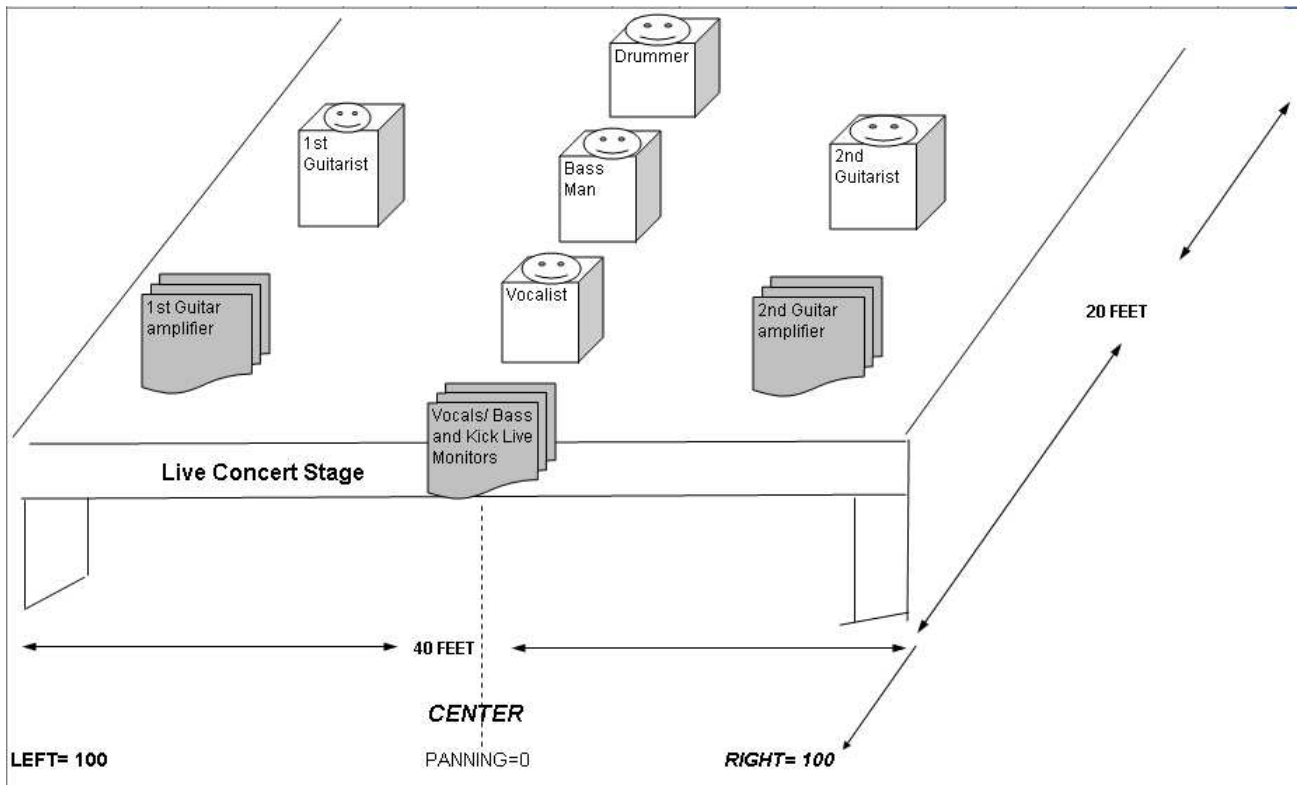 Drummer
1st
Guitarist
Bass
Man
2nd
Guitarist
Vocalist
1st Guitar
amplifier
2nd Guitar
amplifier
20 FEET
Vocals/ Bass
and Kick Live
Monitors
Live Concert Stage
40 FEET
CENTER
LEFT= 100
PANNING=0
RIGHT= 100